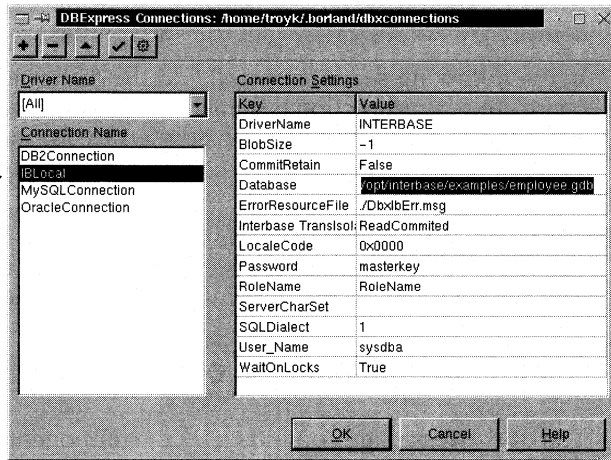 DBExpress Connections: /home/troyk/.borland/dbxconnections
Driver Name
[All]
Connection Name
DB2Connection
IBLocal
MySQLConnection
OracleConnection
Connection Settings
Key Value
DriverName INTERBASE
BlobSize -1
CommitRetain False
Database /opt/interbase/examples/employee.gdb
ErrorResourceFile ./DbxIbErr.msg
Interbase TransIsol ReadCommited
LocaleCode 0x0000
Password masterkey
RoleName RoleName
ServerCharSet
SQLDialect 1
User_Name sysdba
WaitOnLocks True
OK Cancel Help